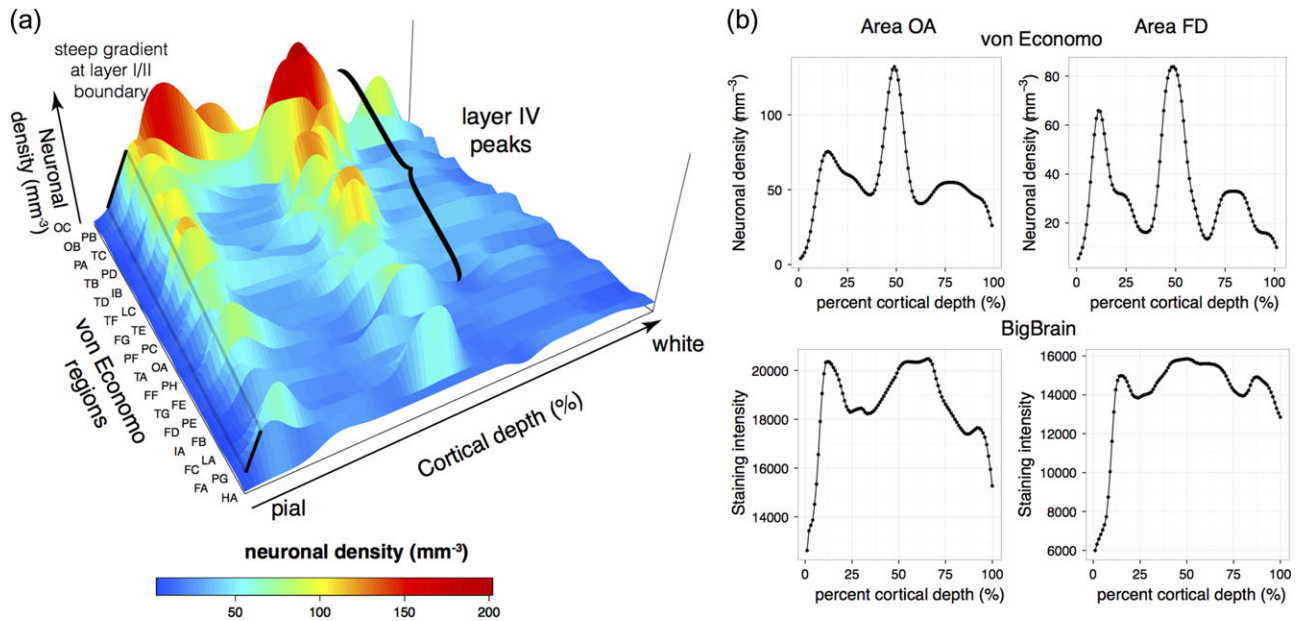 (a)
steep gradient
at layer I/II
boundary
Neuronal
density (mm⁻³)
layer IV
peaks
OC
PB
OB
TC
PA
PD
TB
IB
TD
LC
TF
TE
FG
PC
PF
OA
TA
PH
FF
FE
TG
PE
FD
FB
IA
LA
FC
PG
FA
HA
von Economo
regions
pial
Cortical depth (%)
white
neuronal density (mm⁻³)
50
100
150
200
(b)
Area OA
von Economo
Area FD
Neuronal density (mm⁻³)
100
50
0
0
25
50
75
100
percent cortical depth (%)
Neuronal density (mm⁻³)
80
60
40
20
0
25
50
75
100
percent cortical depth (%)
BigBrain
Staining intensity
20000
18000
16000
14000
0
25
50
75
100
percent cortical depth (%)
Staining intensity
16000
14000
12000
10000
8000
6000
0
25
50
75
100
percent cortical depth (%)